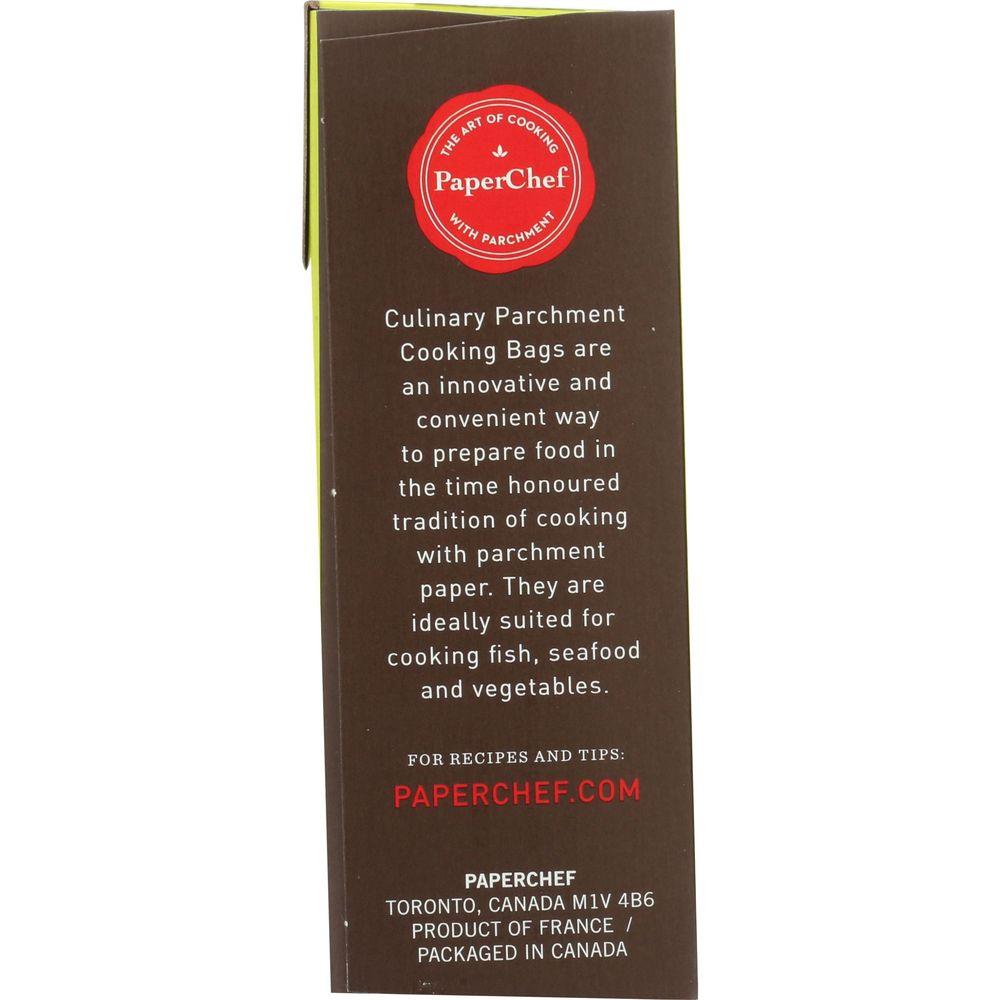 THE ART OF COOKING
PaperChef
WITH PARCHMENT
Culinary Parchment
Cooking Bags are
an innovative and
convenient way
to prepare food in
the time honoured
tradition of cooking
with parchment
paper. They are
ideally suited for
cooking fish, seafood
and vegetables.
FOR RECIPES AND TIPS:
PAPERCHEF.COM
PAPERCHEF
TORONTO, CANADA M1V 4B6
PRODUCT OF FRANCE /
PACKAGED IN CANADA